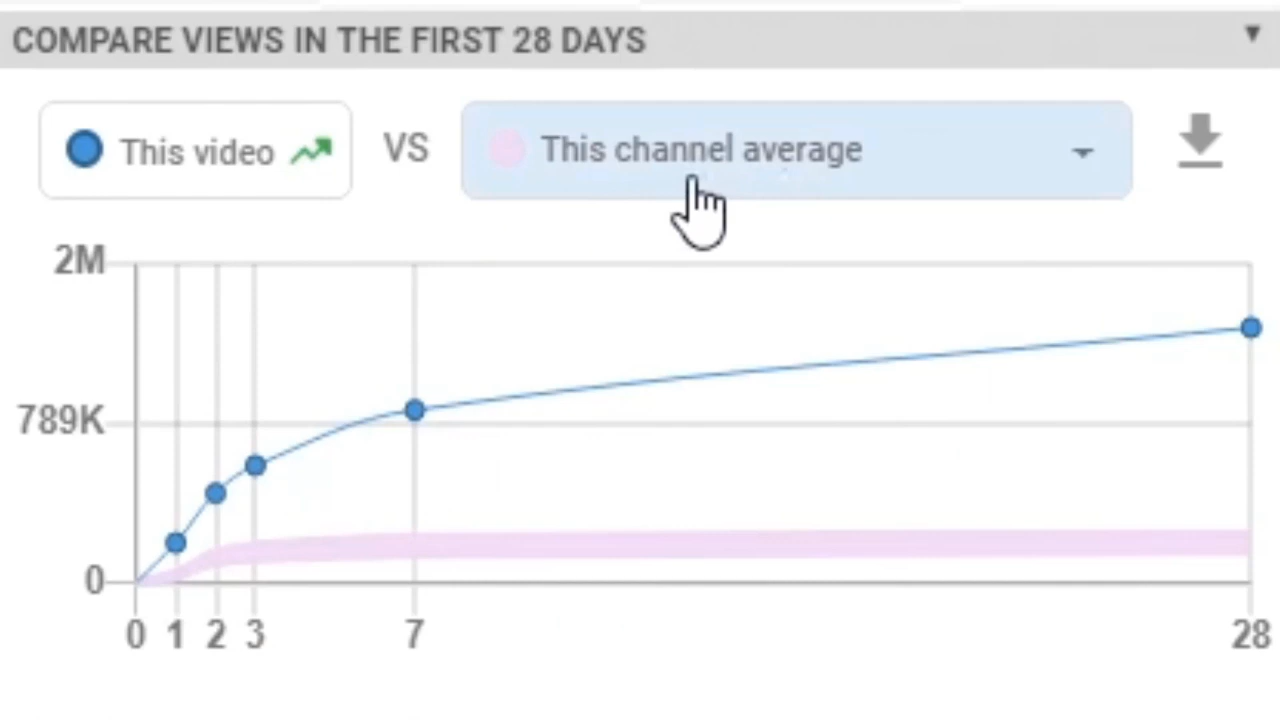 COMPARE VIEWS IN THE FIRST 28 DAYS
This video VS This channel average
2M
789K
0
0 1 2 3 7 28